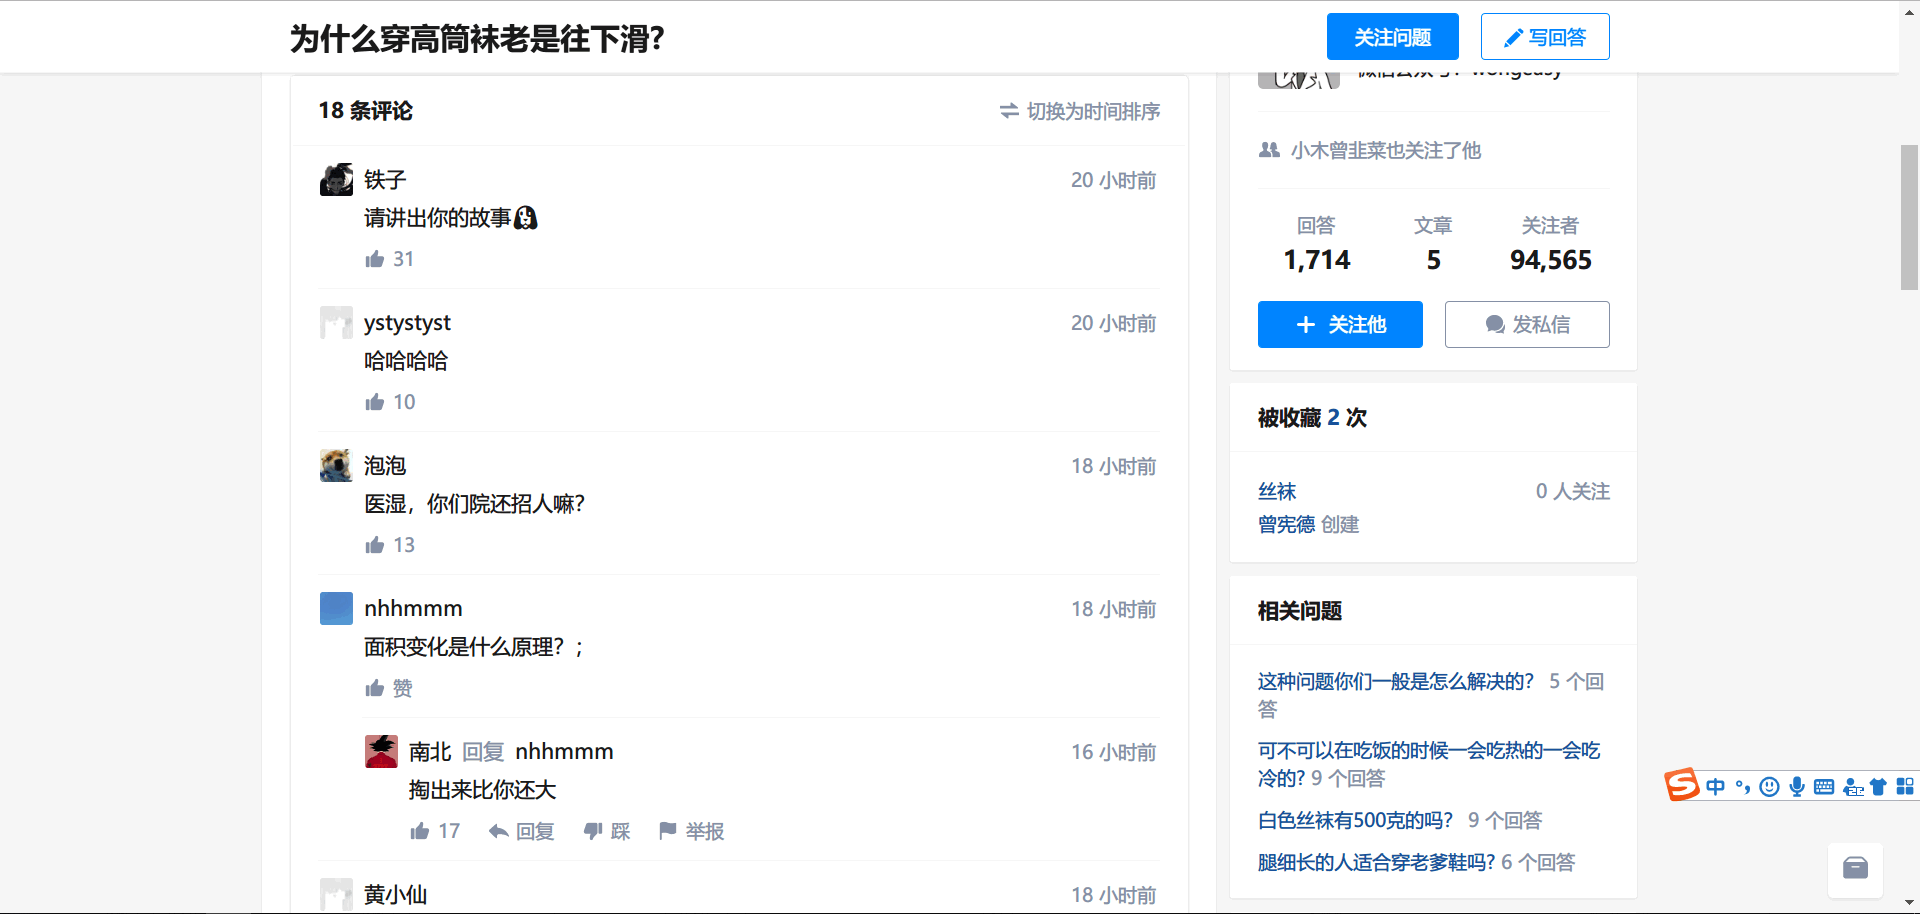 为什么穿高筒袜老是往下滑?
关注问题
写回答
18 条评论
切换为时间排序
铁子
20 小时前
请讲出你的故事
31
ystystyst
20 小时前
哈哈哈哈
10
泡泡
18 小时前
医湿，你们院还招人嘛?
13
nhhmmm
18 小时前
面积变化是什么原理？;
赞
南北 回复 nhhmmm
16 小时前
掏出来比你还大
17 回复 踩 举报
黄小仙
18 小时前
小木曾韭菜也关注了他
回答 文章 关注者
1,714 5 94,565
关注他
发私信
被收藏 2 次
丝袜
0 人关注
曾宪德 创建
相关问题
这种问题你们一般是怎么解决的? 5 个回
答
可不可以在吃饭的时候一会吃热的一会吃
冷的? 9 个回答
白色丝袜有500克的吗? 9 个回答
腿细长的人适合穿老爹鞋吗? 6 个回答
中